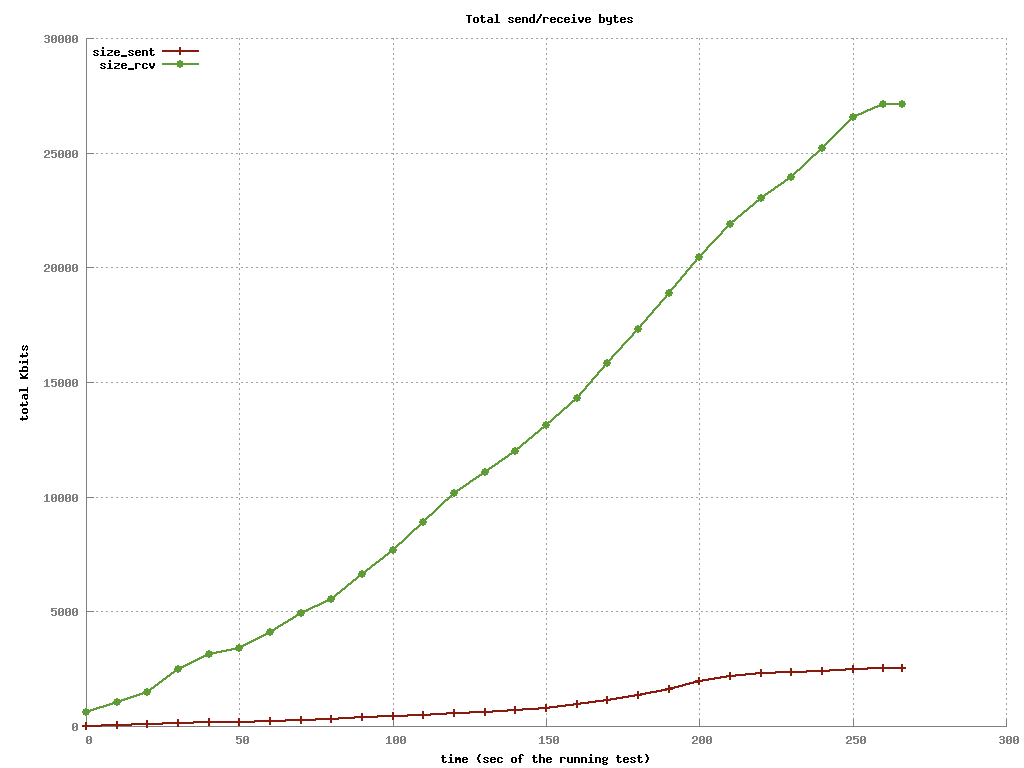 Total send/receive bytes
30000
size_sent
size_rcv
25000
20000
15000
total Kbits
10000
5000
0
0 50 100 150 200 250 300
time (sec of the running test)